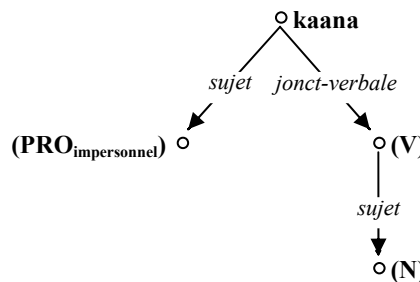 kaana
sujet jonct-verbale
(PROimpersonnel) (V)
sujet
(N)